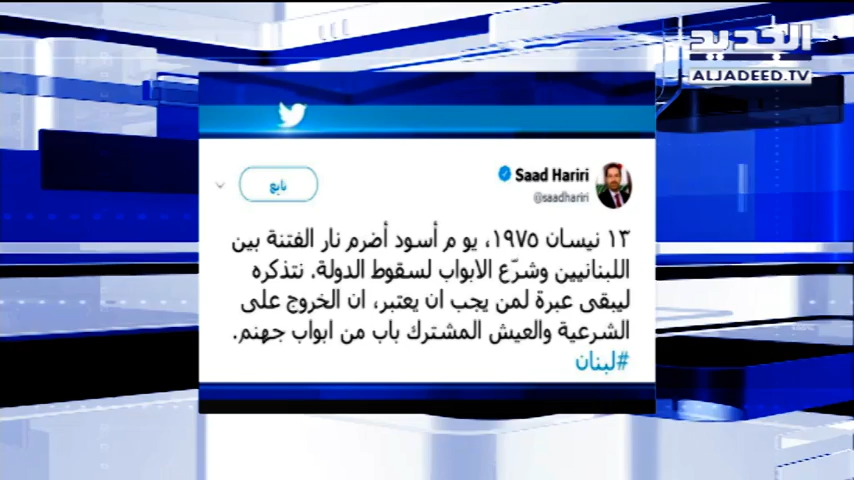 الجديد
ALJADEED.TV
Saad Hariri
@saadhariri
تابع
١٣ نيسان ١٩٧٥، يو م أسود أضرم نار الفتنة بين
اللبنانيين وشرّع الابواب لسقوط الدولة. نتذكره
ليبقى عبرة لمن يجب ان يعتبر، ان الخروج على
الشرعية والعيش المشترك باب من ابواب جهنم.
#لبنان